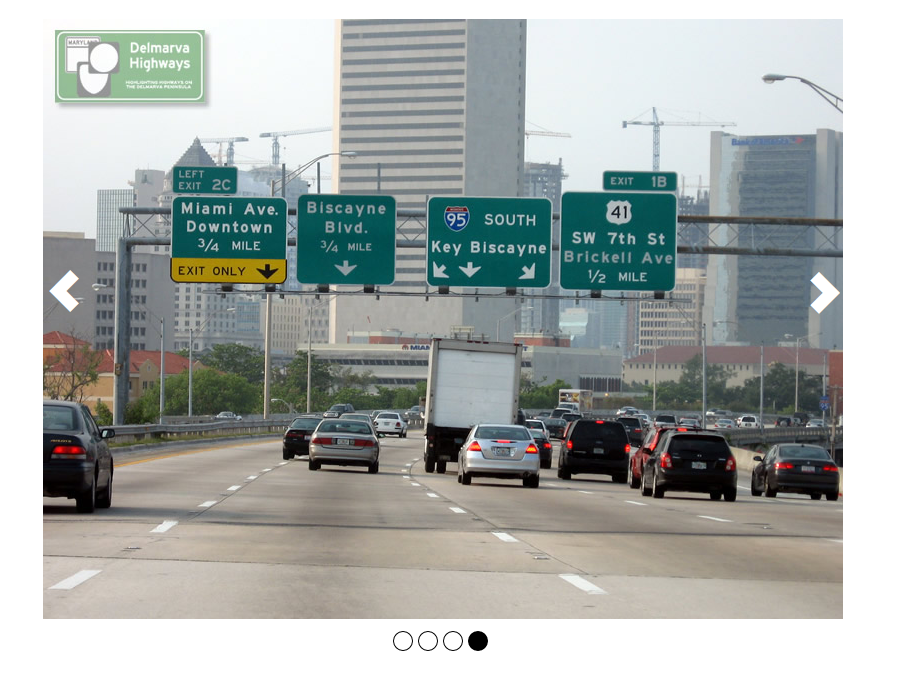 MARYLAND
Delmarva
Highways
HIGHLIGHTING HIGHWAYS ON
THE DELMARVA PENINSULA
Bank of America
LEFT
EXIT 2C
Miami Ave.
Downtown
3/4 MILE
EXIT ONLY
Biscayne
Blvd.
3/4 MILE
95 SOUTH
Key Biscayne
EXIT 1B
41
SW 7th St
Brickell Ave
1/2 MILE
MIAMI